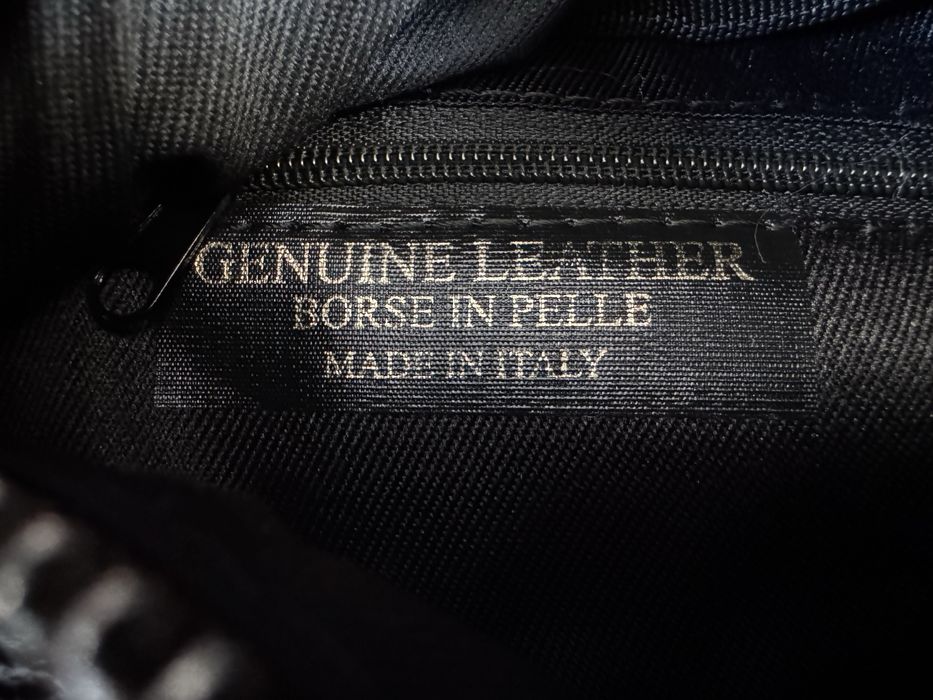 GENUINE LEATHER
BORSE IN PELLE
MADE IN ITALY